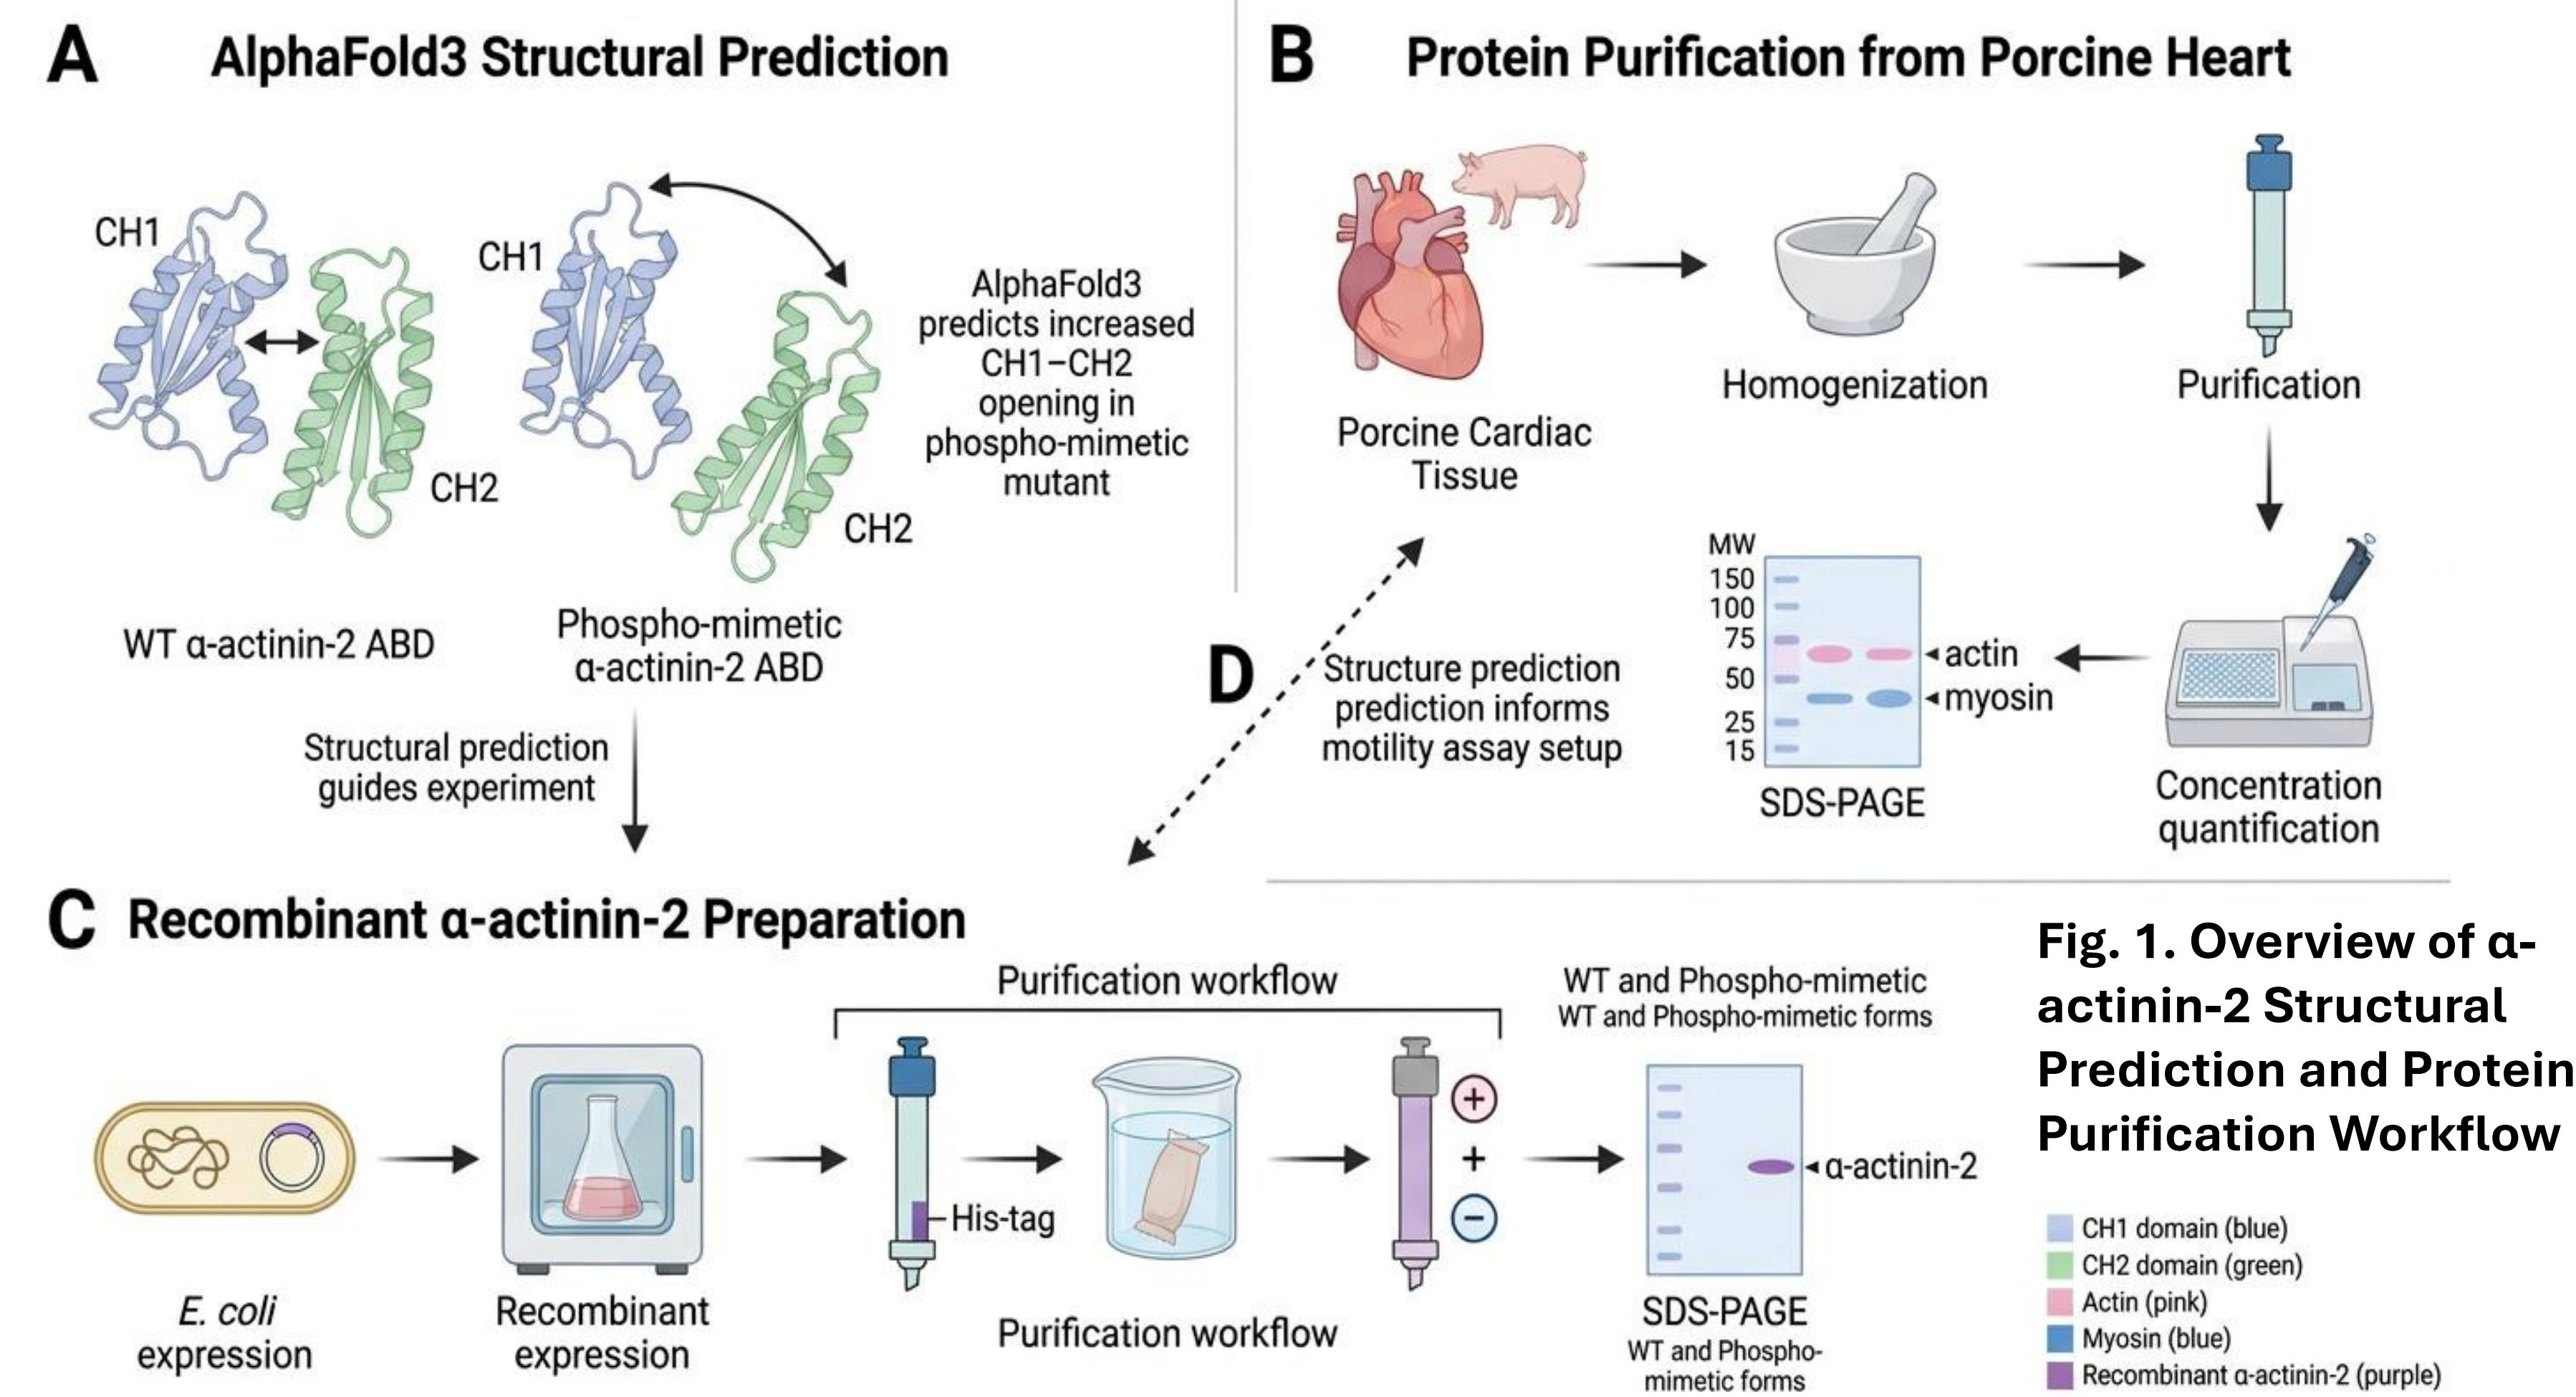 A
AlphaFold3 Structural Prediction
CH1
CH2
CH1
CH2
AlphaFold3
predicts increased
CH1–CH2
opening in
phospho-mimetic
mutant
WT α-actinin-2 ABD
Phospho-mimetic
α-actinin-2 ABD
Structural prediction
guides experiment
B
Protein Purification from Porcine Heart
Porcine Cardiac
Tissue
Homogenization
Purification
Concentration
quantification
MW
150
100
75
50
25
15
actin
myosin
SDS-PAGE
D
Structure prediction
prediction informs
motility assay setup
C
Recombinant α-actinin-2 Preparation
E. coli
expression
Recombinant
expression
Purification workflow
His-tag
+
+
−
Purification workflow
WT and Phospho-mimetic
WT and Phospho-mimetic forms
α-actinin-2
SDS-PAGE
WT and Phospho-
mimetic forms
Fig. 1. Overview of α-
actinin-2 Structural
Prediction and Protein
Purification Workflow
CH1 domain (blue)
CH2 domain (green)
Actin (pink)
Myosin (blue)
Recombinant α-actinin-2 (purple)